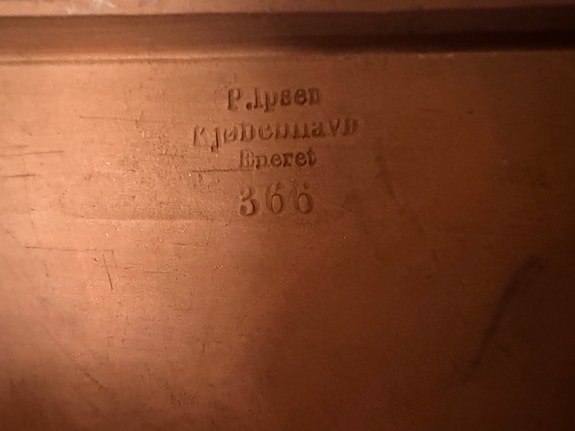 P.Ipsen
Kjøbenhavn
Eneret
366